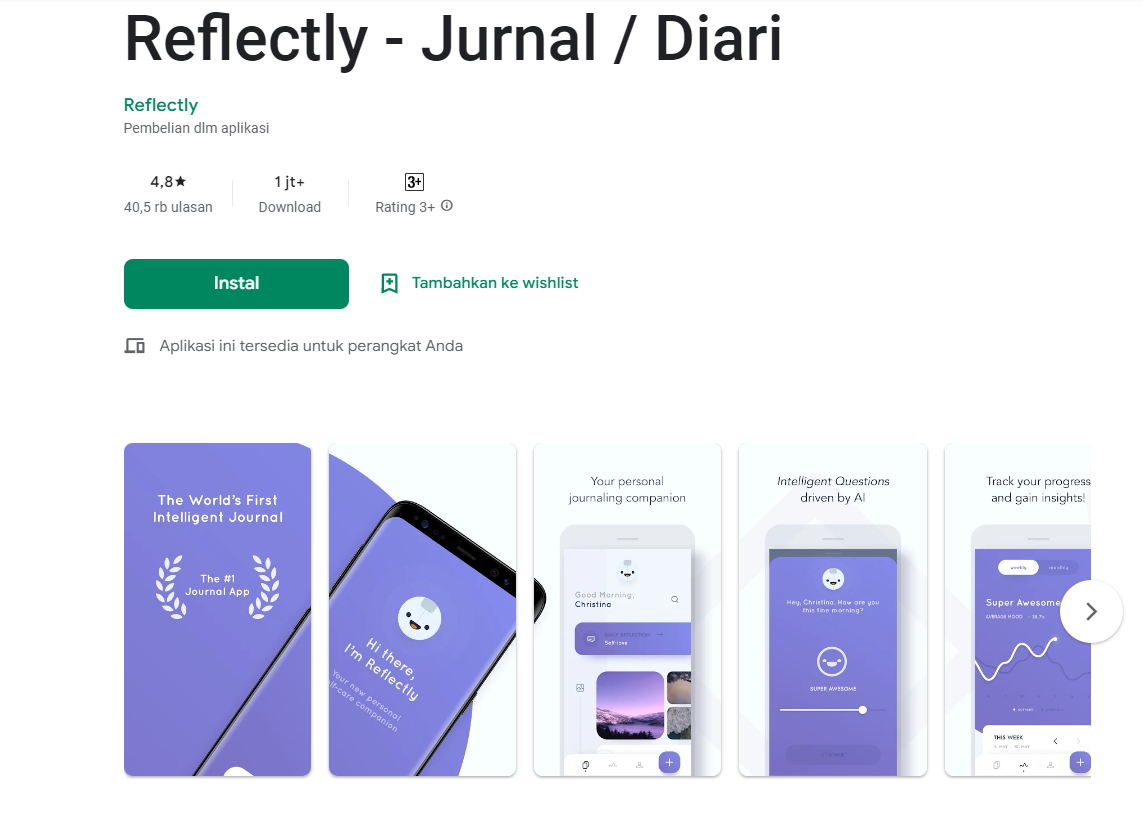 Reflectly - Jurnal / Diari
Reflectly
Pembelian dlm aplikasi
4,8★
40,5 rb ulasan
1 jt+
Download
3+
Rating 3+
Instal
Tambahkan ke wishlist
Aplikasi ini tersedia untuk perangkat Anda
The World's First
Intelligent Journal
The #1
Journal App
Hi there,
I'm Reflectly
Your new personal
companion
Your personal
journaling companion
Good Morning,
Christina
Self love
Intelligent Questions
driven by AI
Hey, Christina. How are you
this fine morning?
SUPER AWESOME
Track your progress
and gain insights!
weekly
Super Awesome
AVERAGE MOOD
THIS WEEK